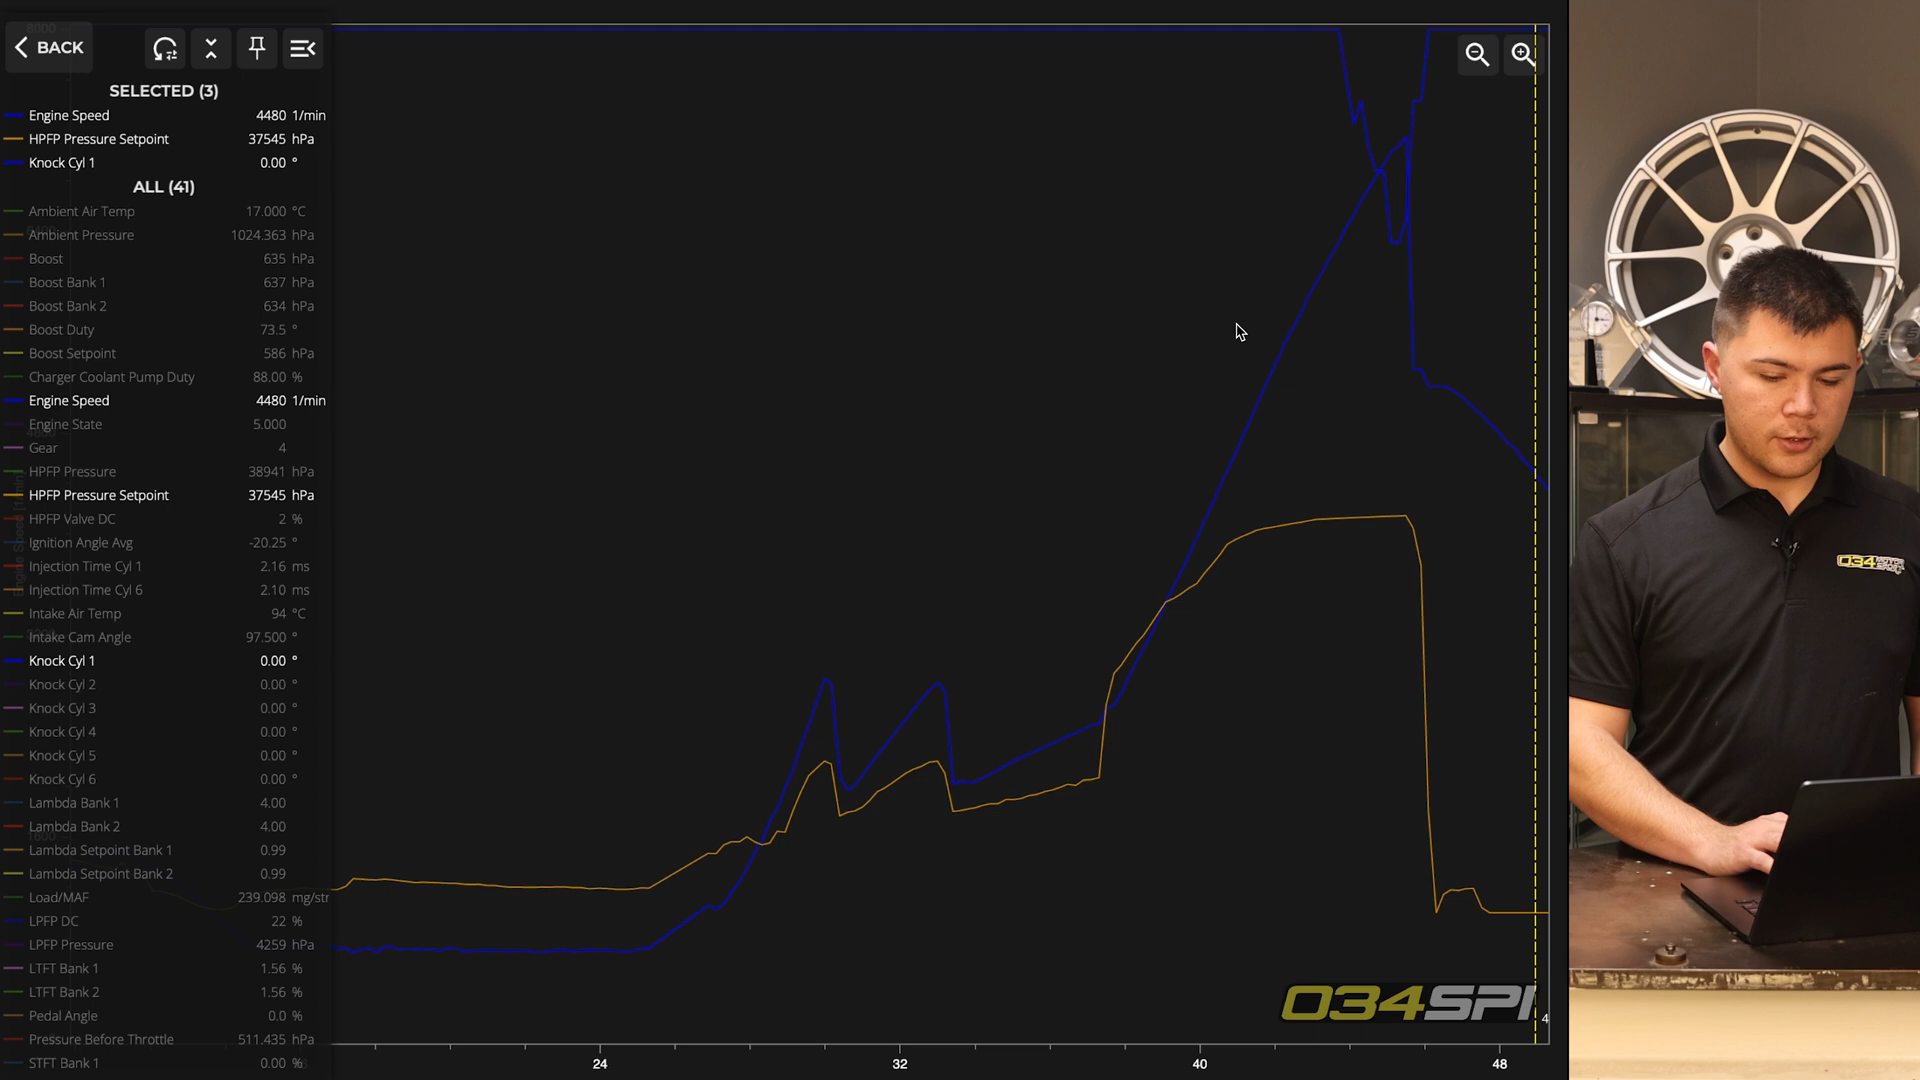 BACK
SELECTED (3)
Engine Speed 4480 1/min
HPFP Pressure Setpoint 37545 hPa
Knock Cyl 1 0.00 °
ALL (41)
Ambient Air Temp 17.000 °C
Ambient Pressure 1024.363 hPa
Boost 635 hPa
Boost Bank 1 637 hPa
Boost Bank 2 634 hPa
Boost Duty 73.5 °
Boost Setpoint 586 hPa
Charger Coolant Pump Duty 88.00 %
Engine Speed 4480 1/min
Engine State 5.000
Gear 4
HPFP Pressure 38941 hPa
HPFP Pressure Setpoint 37545 hPa
HPFP Valve DC 2 %
Ignition Angle Avg -20.25 °
Injection Time Cyl 1 2.16 ms
Injection Time Cyl 6 2.10 ms
Intake Air Temp 94 °C
Intake Cam Angle 97.500 °
Knock Cyl 1 0.00 °
Knock Cyl 2 0.00 °
Knock Cyl 3 0.00 °
Knock Cyl 4 0.00 °
Knock Cyl 5 0.00 °
Knock Cyl 6 0.00 °
Lambda Bank 1 4.00
Lambda Bank 2 4.00
Lambda Setpoint Bank 1 0.99
Lambda Setpoint Bank 2 0.99
Load/MAF 239.098 mg/str
LPFP DC 22 %
LPFP Pressure 4259 hPa
LTFT Bank 1 1.56 %
LTFT Bank 2 1.56 %
Pedal Angle 0.0 %
Pressure Before Throttle 511.435 hPa
STFT Bank 1 0.00 %
8000
4800
1600
24 32 40 48
4
034SPI
034 MOTOR SPORT